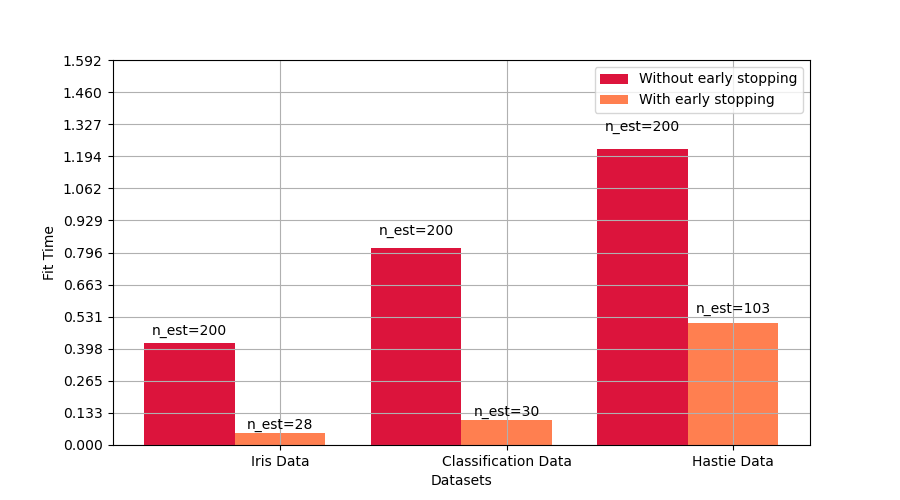 1.592
1.460
1.327
1.194
1.062
0.929
0.796
0.663
0.531
0.398
0.265
0.133
0.000
Fit Time
Without early stopping
With early stopping
n_est=200
n_est=28
n_est=200
n_est=30
n_est=200
n_est=103
Iris Data
Classification Data
Hastie Data
Datasets